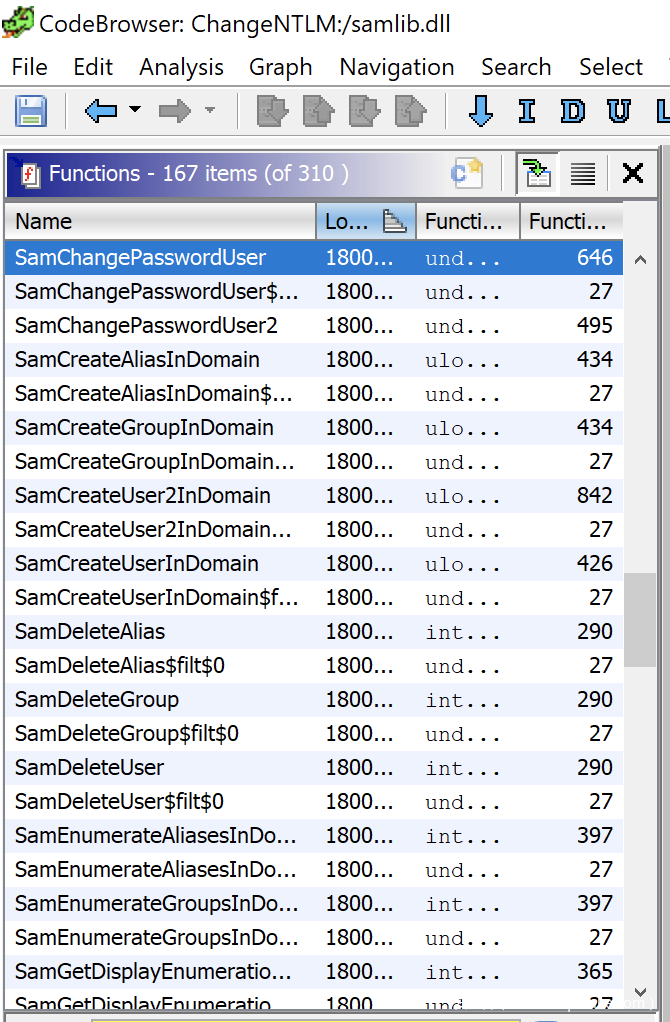 CodeBrowser: ChangeNTLM:/samlib.dll
File Edit Analysis Graph Navigation Search Select
I D U L
Functions - 167 items (of 310 )
Name Lo... Functi... Functi...
SamChangePasswordUser 1800... und... 646
SamChangePasswordUser$... 1800... und... 27
SamChangePasswordUser2 1800... und... 495
SamCreateAliasInDomain 1800... ulo... 434
SamCreateAliasInDomain$... 1800... und... 27
SamCreateGroupInDomain 1800... ulo... 434
SamCreateGroupInDomain... 1800... und... 27
SamCreateUser2InDomain 1800... ulo... 842
SamCreateUser2InDomain... 1800... und... 27
SamCreateUserInDomain 1800... ulo... 426
SamCreateUserInDomain$f... 1800... und... 27
SamDeleteAlias 1800... int... 290
SamDeleteAlias$filt$0 1800... und... 27
SamDeleteGroup 1800... int... 290
SamDeleteGroup$filt$0 1800... und... 27
SamDeleteUser 1800... int... 290
SamDeleteUser$filt$0 1800... und... 27
SamEnumerateAliasesInDo... 1800... int... 397
SamEnumerateAliasesInDo... 1800... und... 27
SamEnumerateGroupsInDo... 1800... int... 397
SamEnumerateGroupsInDo... 1800... und... 27
SamGetDisplayEnumeratio... 1800... int... 365
SamGetDisplayEnumeratio... 1800... und... 27